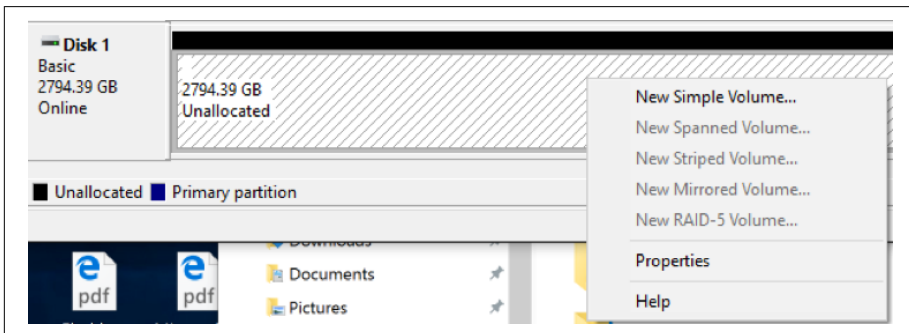 Disk 1
Basic
2794.39 GB
Online
2794.39 GB
Unallocated
New Simple Volume...
New Spanned Volume...
New Striped Volume...
New Mirrored Volume...
New RAID-5 Volume...
Properties
Help
Unallocated Primary partition
pdf
pdf
Downloads
Documents
Pictures